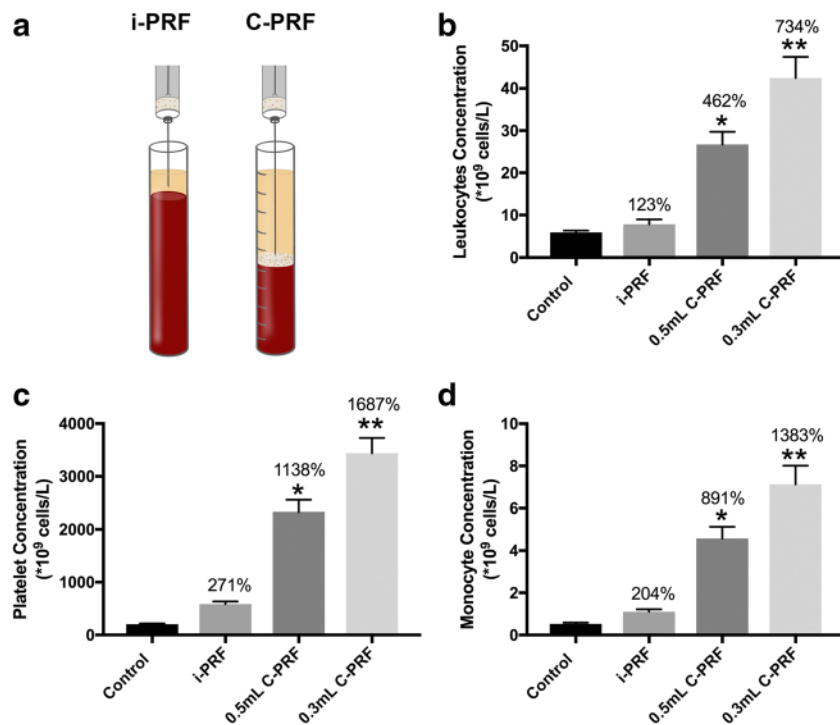 a
i-PRF
C-PRF
b
Leukocytes Concentration
(*10⁹ cells/L)
50
40
30
20
10
0
123%
462%
*
734%
**
Control
i-PRF
0.5mL C-PRF
0.3mL C-PRF
c
Platelet Concentration
(*10⁹ cells/L)
4000
3000
2000
1000
0
271%
1138%
*
1687%
**
Control
i-PRF
0.5mL C-PRF
0.3mL C-PRF
d
Monocyte Concentration
(*10⁹ cells/L)
10
8
6
4
2
0
204%
891%
*
1383%
**
Control
i-PRF
0.5mL C-PRF
0.3mL C-PRF